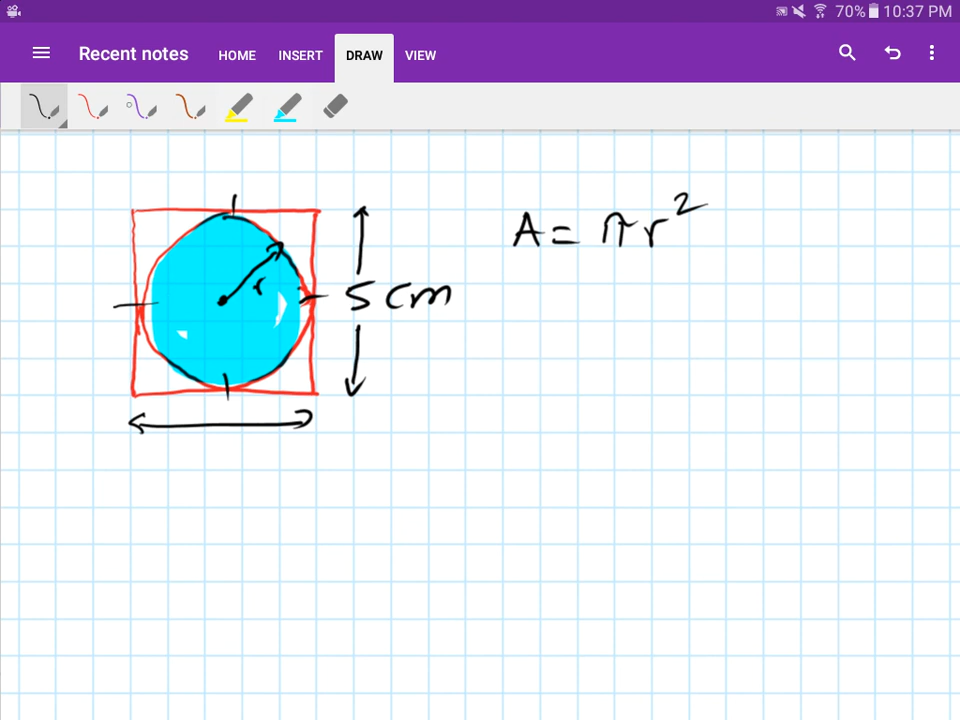 70% 10:37 PM
Recent notes HOME INSERT DRAW VIEW
A = πr²
r
5 cm